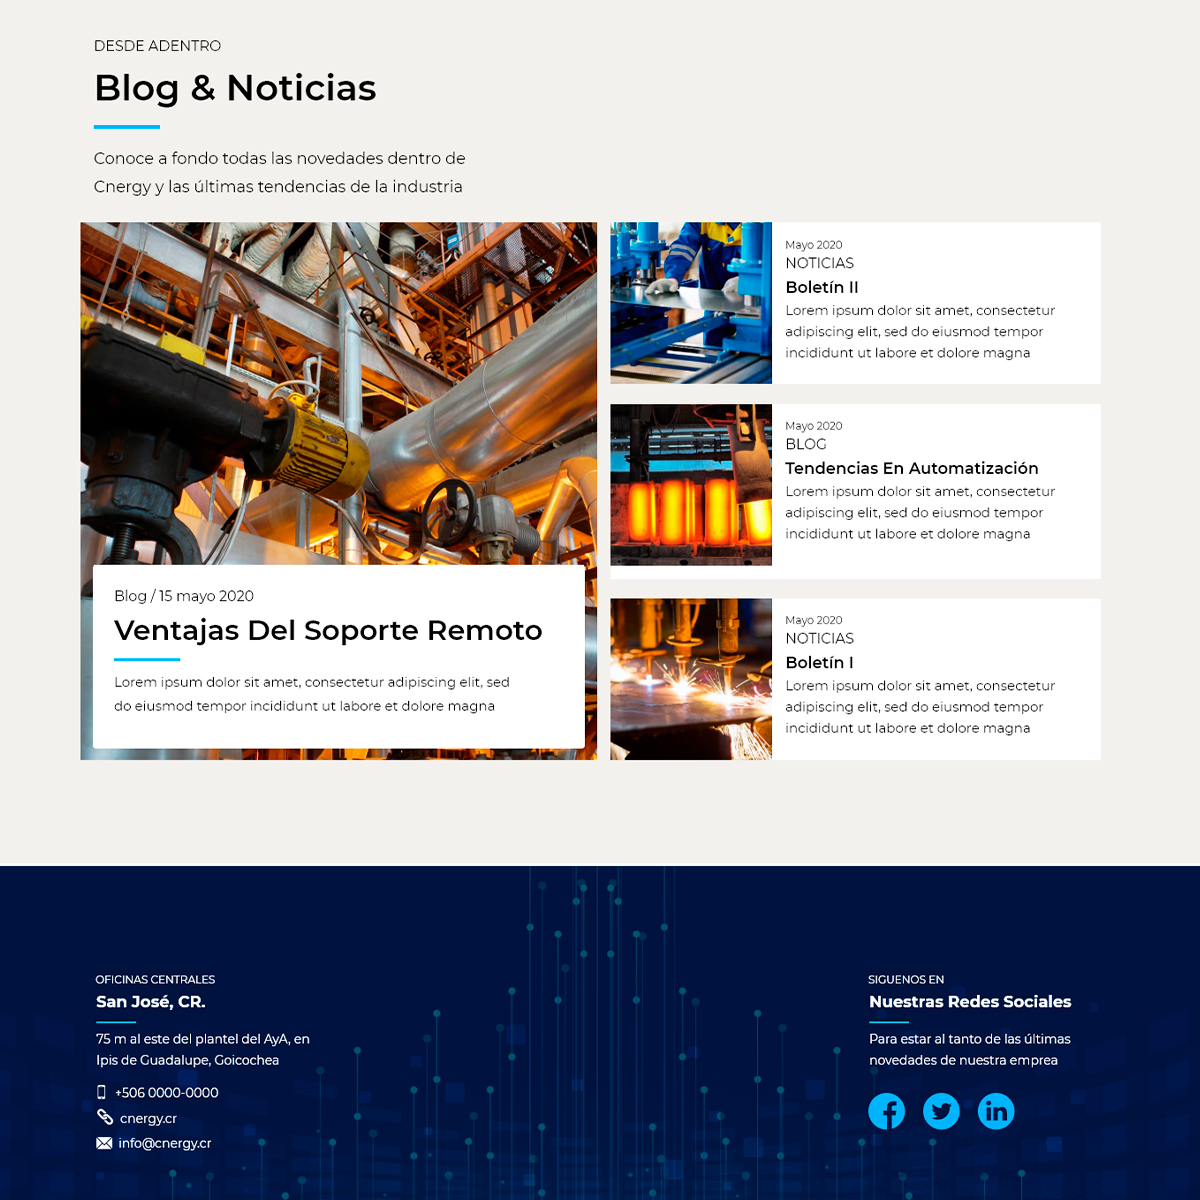 DESDE ADENTRO
Blog & Noticias
Conoce a fondo todas las novedades dentro de
Cnergy y las últimas tendencias de la industria
Blog / 15 mayo 2020
Ventajas Del Soporte Remoto
Lorem ipsum dolor sit amet, consectetur adipiscing elit, sed
do eiusmod tempor incididunt ut labore et dolore magna
Mayo 2020
NOTICIAS
Boletín II
Lorem ipsum dolor sit amet, consectetur
adipiscing elit, sed do eiusmod tempor
incididunt ut labore et dolore magna
Mayo 2020
BLOG
Tendencias En Automatización
Lorem ipsum dolor sit amet, consectetur
adipiscing elit, sed do eiusmod tempor
incididunt ut labore et dolore magna
Mayo 2020
NOTICIAS
Boletín I
Lorem ipsum dolor sit amet, consectetur
adipiscing elit, sed do eiusmod tempor
incididunt ut labore et dolore magna
OFICINAS CENTRALES
San José, CR.
75 m al este del plantel del AyA, en
Ipis de Guadalupe, Goicochea
+506 0000-0000
cnergy.cr
info@cnergy.cr
SIGUENOS EN
Nuestras Redes Sociales
Para estar al tanto de las últimas
novedades de nuestra emprea